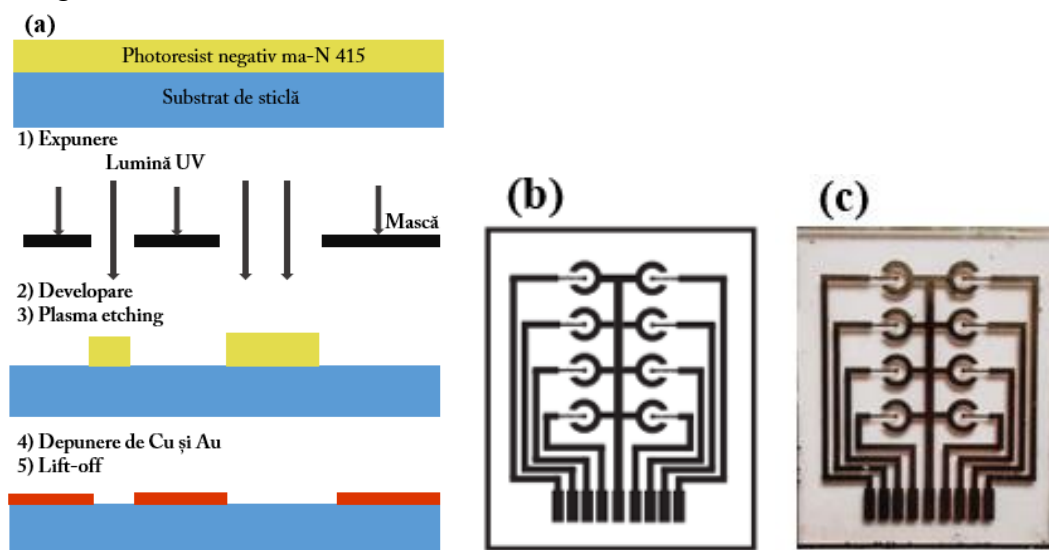 (a)
Photoresist negativ ma-N 415
Substrat de sticlă
1) Expunere
Lumină UV
Mască
2) Developare
3) Plasma etching
4) Depunere de Cu și Au
5) Lift-off
(b)
(c)